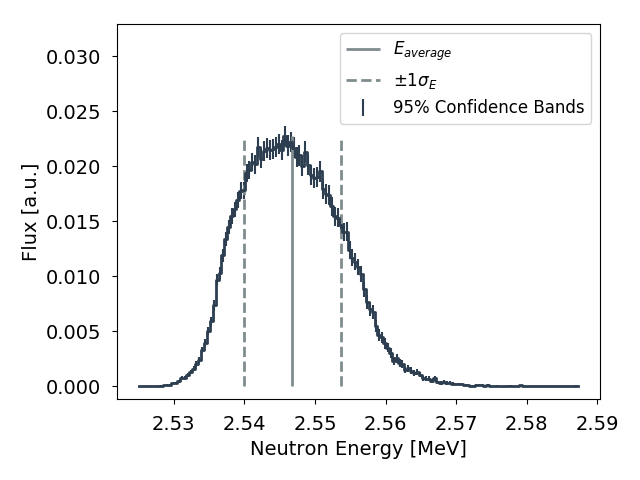 E_average
±1σ_E
95% Confidence Bands
Flux [a.u.]
0.030
0.025
0.020
0.015
0.010
0.005
0.000
2.53 2.54 2.55 2.56 2.57 2.58 2.59
Neutron Energy [MeV]